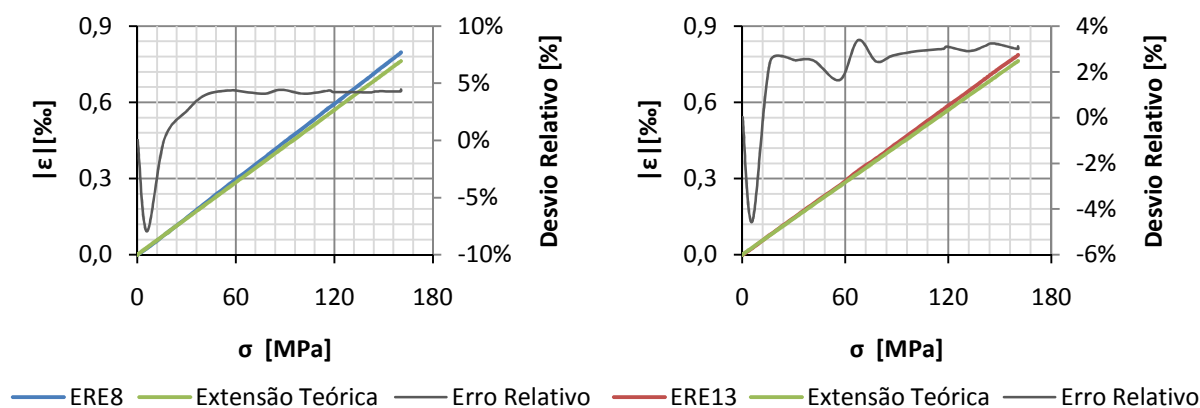 0,9
0,6
0,3
0,0
|ε|[‰]
10%
5%
0%
-5%
-10%
Desvio Relativo [%]
0 60 120 180
σ [MPa]
0,9
0,6
0,3
0,0
|ε|[‰]
4%
2%
0%
-2%
-4%
-6%
Desvio Relativo [%]
0 60 120 180
σ [MPa]
ERE8 Extensão Teórica Erro Relativo ERE13 Extensão Teórica Erro Relativo